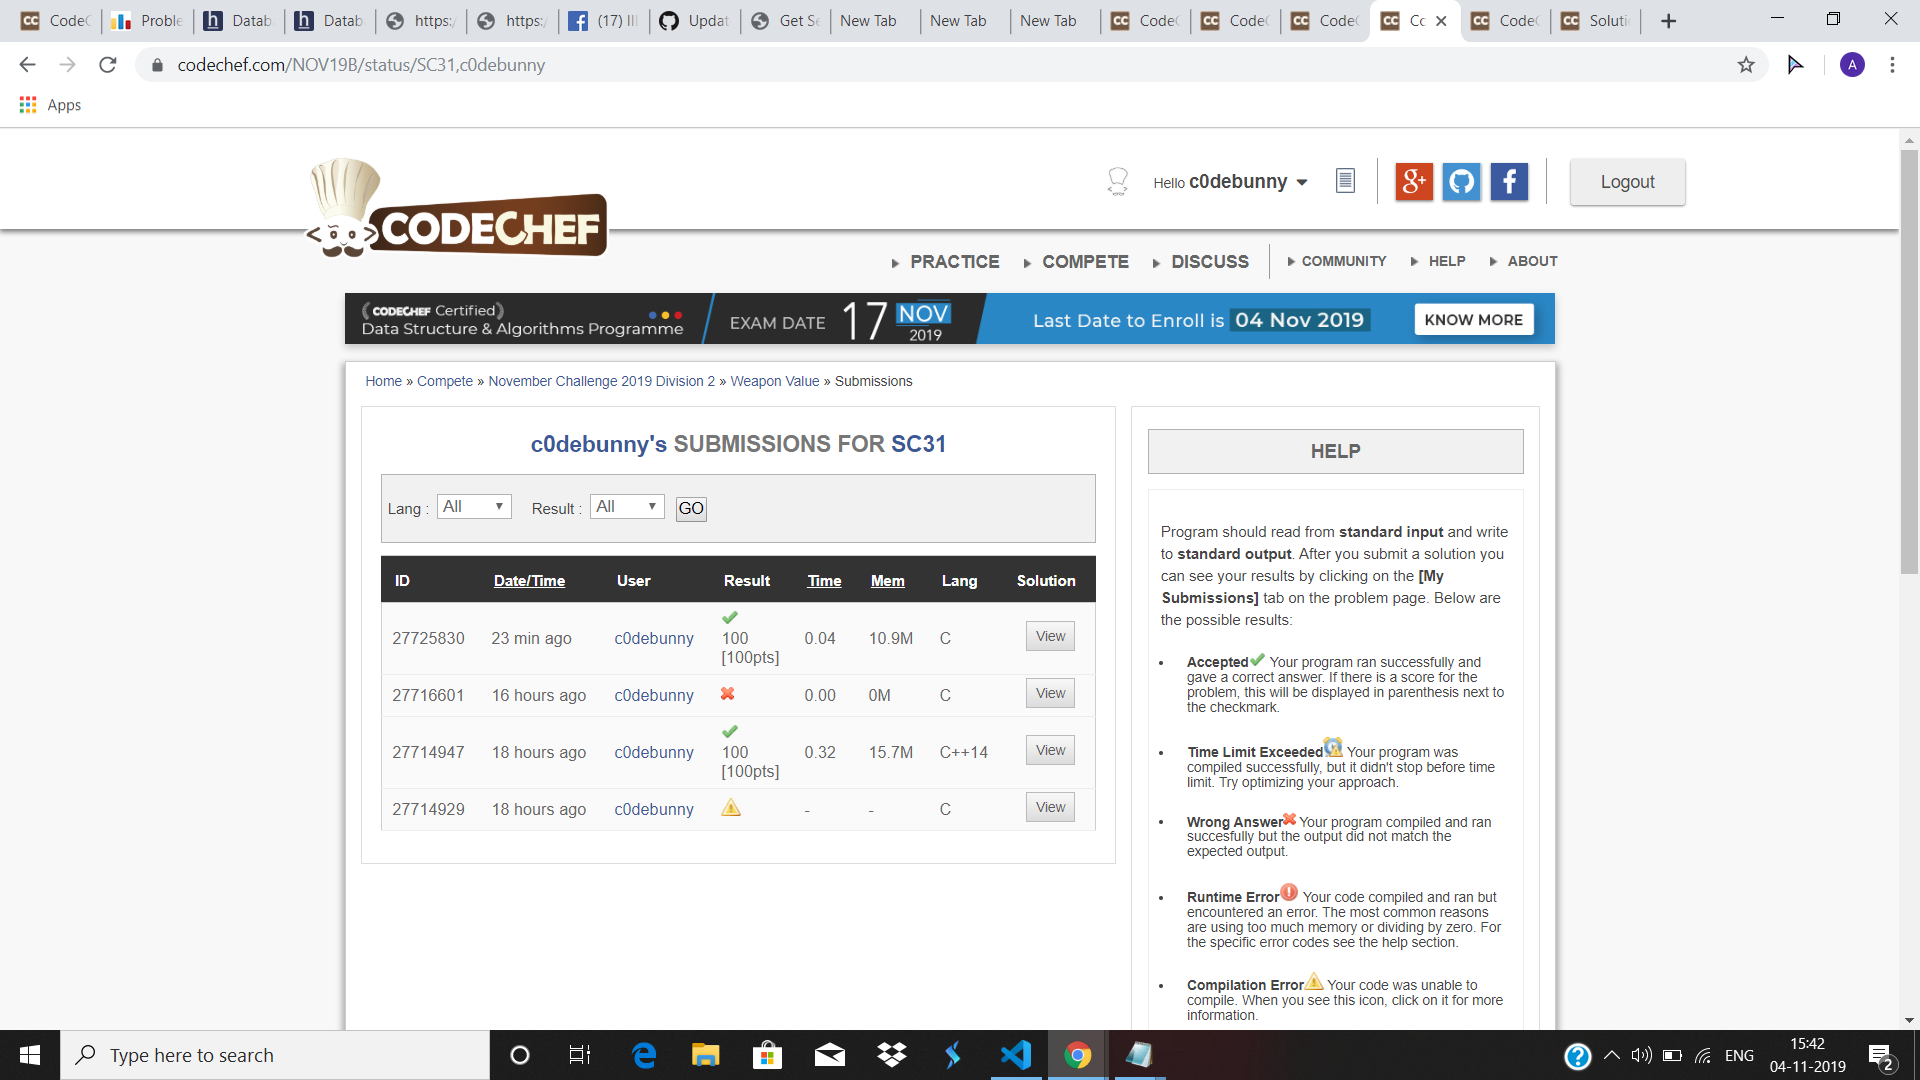 CodeC
Proble
Datab
Datab
https:/
https:/
(17) III
Updat
Get Se
New Tab
New Tab
New Tab
CodeC
CodeC
CodeC
Cc
CodeC
Soluti
codechef.com/NOV19B/status/SC31,c0debunny
A
Apps
CODECHEF
Hello c0debunny
Logout
PRACTICE COMPETE DISCUSS COMMUNITY HELP ABOUT
(CODECHEF Certified)
Data Structure & Algorithms Programme
EXAM DATE 17 NOV 2019
Last Date to Enroll is 04 Nov 2019
KNOW MORE
Home » Compete » November Challenge 2019 Division 2 » Weapon Value » Submissions
c0debunny's SUBMISSIONS FOR SC31
Lang : All Result : All GO
ID Date/Time User Result Time Mem Lang Solution
27725830 23 min ago c0debunny 100 [100pts] 0.04 10.9M C View
27716601 16 hours ago c0debunny 0.00 0M C View
27714947 18 hours ago c0debunny 100 [100pts] 0.32 15.7M C++14 View
27714929 18 hours ago c0debunny - - C View
HELP
Program should read from standard input and write
to standard output. After you submit a solution you
can see your results by clicking on the [My
Submissions] tab on the problem page. Below are
the possible results:
Accepted Your program ran successfully and
gave a correct answer. If there is a score for the
problem, this will be displayed in parenthesis next to
the checkmark.
Time Limit Exceeded Your program was
compiled successfully, but it didn't stop before time
limit. Try optimizing your approach.
Wrong Answer Your program compiled and ran
succesfully but the output did not match the
expected output.
Runtime Error Your code compiled and ran but
encountered an error. The most common reasons
are using too much memory or dividing by zero. For
the specific error codes see the help section.
Compilation Error Your code was unable to
compile. When you see this icon, click on it for more
information.
Type here to search
ENG
15:42
04-11-2019
2